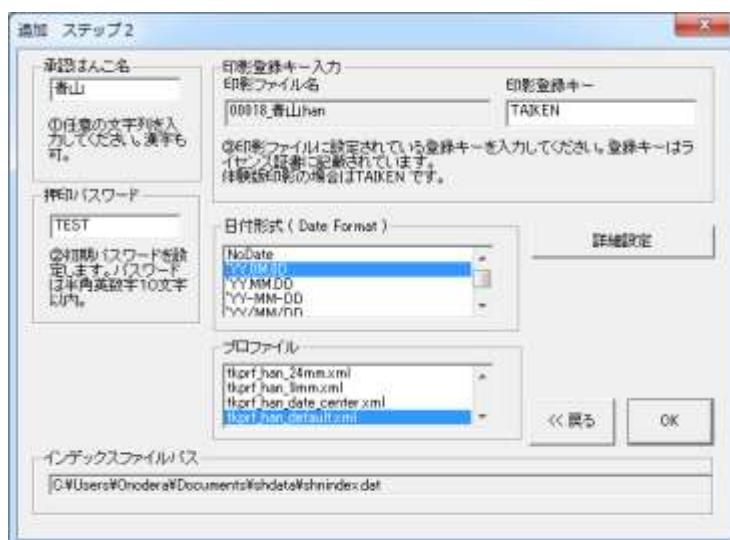 追加 ステップ2
承認はんこ名
青山
①任意の文字列を入
力してください。漢字も
可。
押印パスワード
TEST
②初期パスワードを設
定します。パスワード
は半角英数字10文字
以内。
印影登録キー入力
印影ファイル名
00018_青山.han
印影登録キー
TAIKEN
③印影ファイルに設定されている登録キーを入力してください。登録キーはラ
イセンス証書に記載されています。
体験版印影の場合はTAIKEN です。
日付形式 ( Date Format )
NoDate
'YY.MM.DD
'YY-MM-DD
'YY/MM/DD
詳細設定
プロファイル
tkprf_han_24mm.xml
tkprf_han_9mm.xml
tkprf_han_date_center.xml
tkprf_han_default.xml
<< 戻る
OK
インデックスファイルパス
C:¥Users¥Onodera¥Documents¥shdata¥shnindex.dat